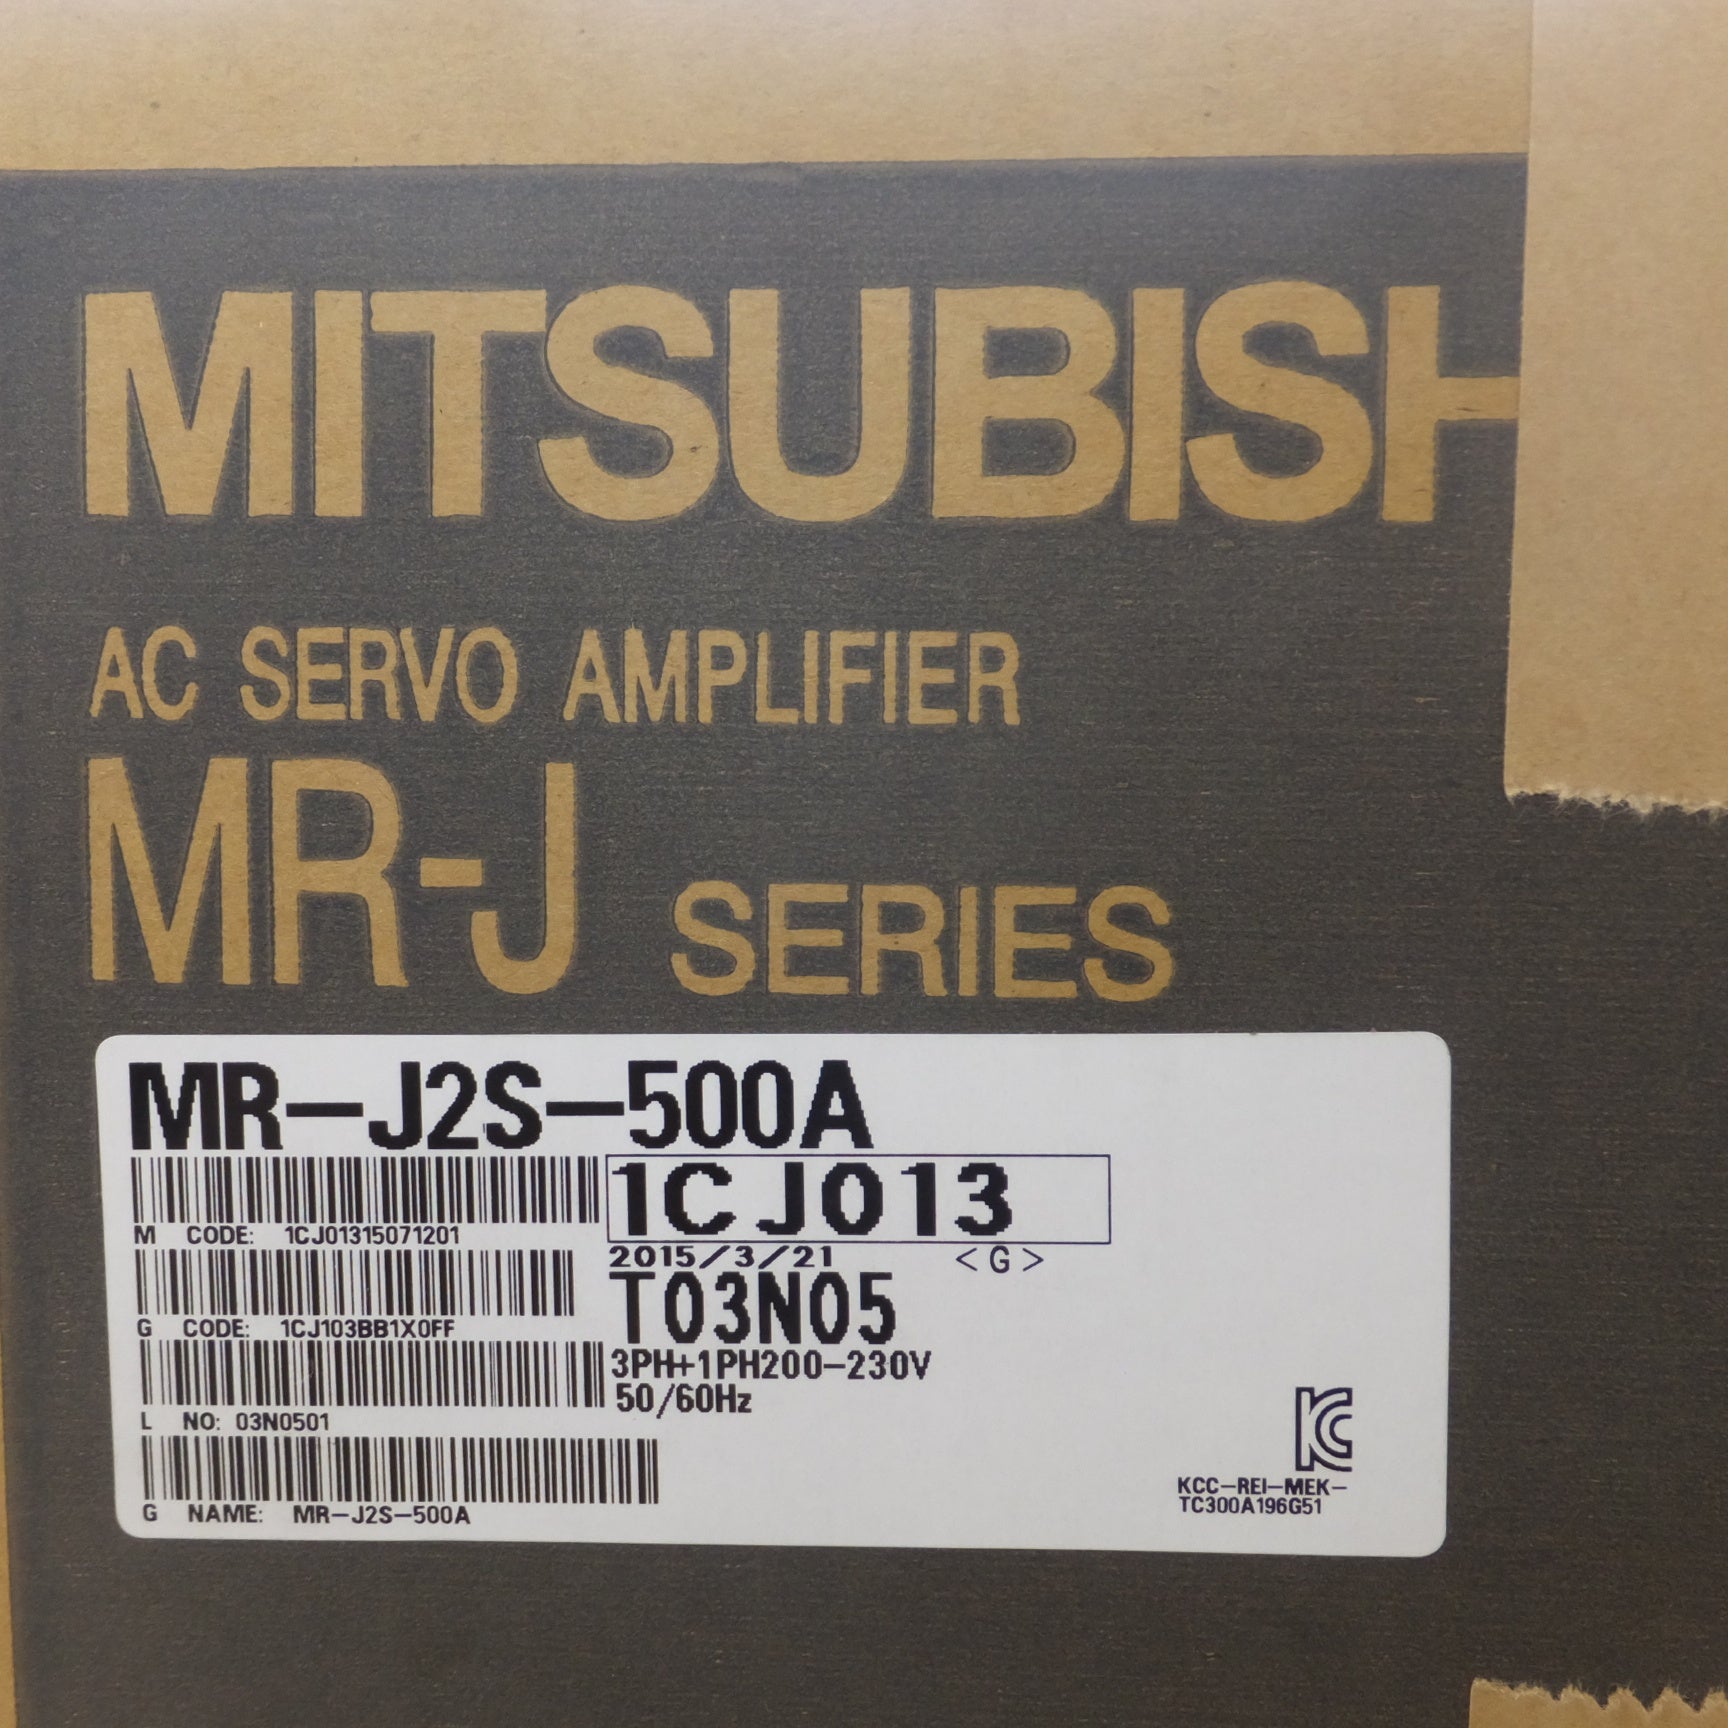 MITSUBISH
AC SERVO AMPLIFIER
MR-J SERIES
MR-J2S-500A
1CJ013
M CODE: 1CJ01315071201
2015/3/21 <G>
T03N05
G CODE: 1CJ103BB1X0FF
3PH+1PH200-230V
50/60Hz
L NO: 03N0501
G NAME: MR-J2S-500A
KC
KCC-REI-MEK-
TC300A196G51